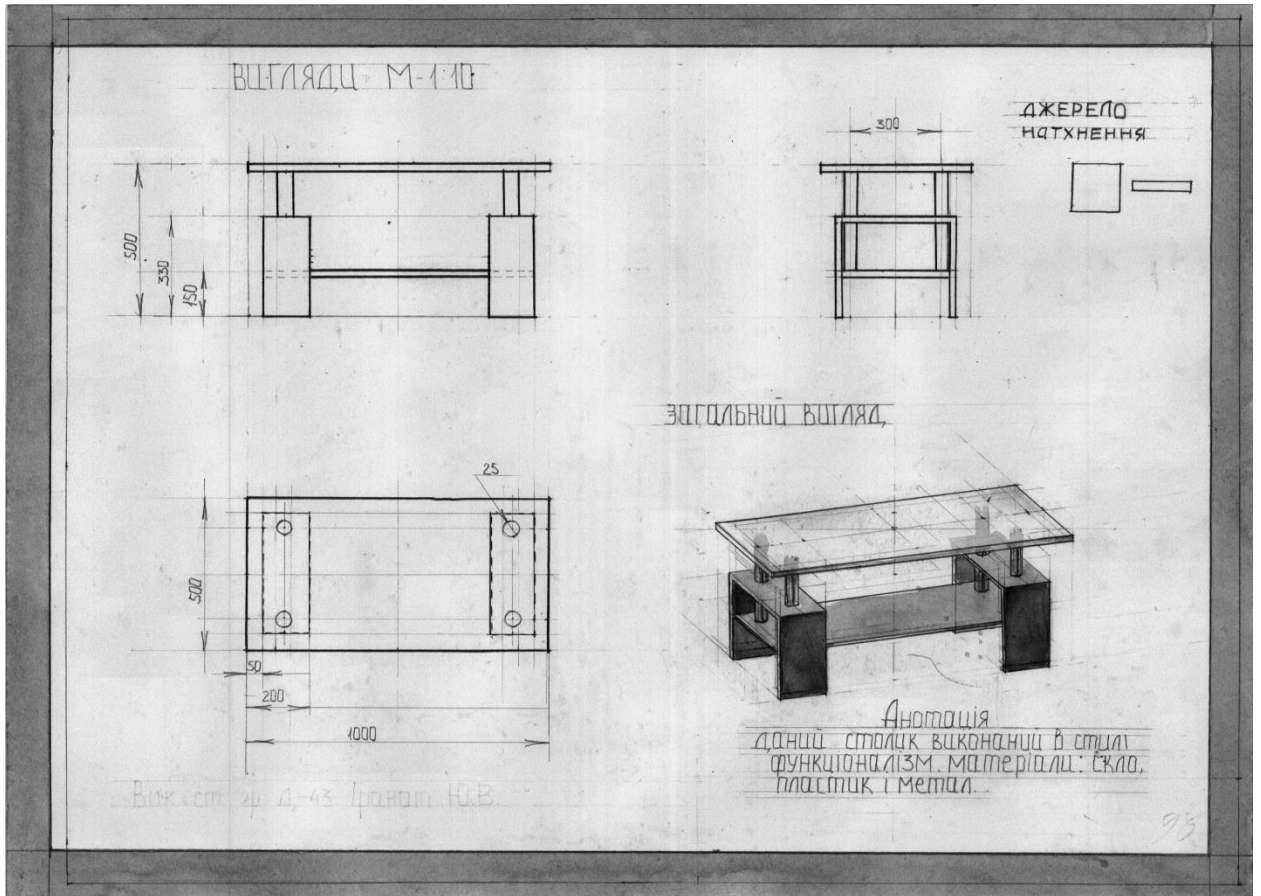 ВИГЛЯДИ М-1:10
ДЖЕРЕЛО
НАТХНЕННЯ
300
500
330
150
ЗАГАЛЬНИЙ ВИГЛЯД
25
500
50
200
1000
Анотація
даний столик виконаний в стилі
функціоналізм. матеріали: скло,
пластик і метал.
Вик. ст. гр. Д-43 Гранат Ю.В.
93